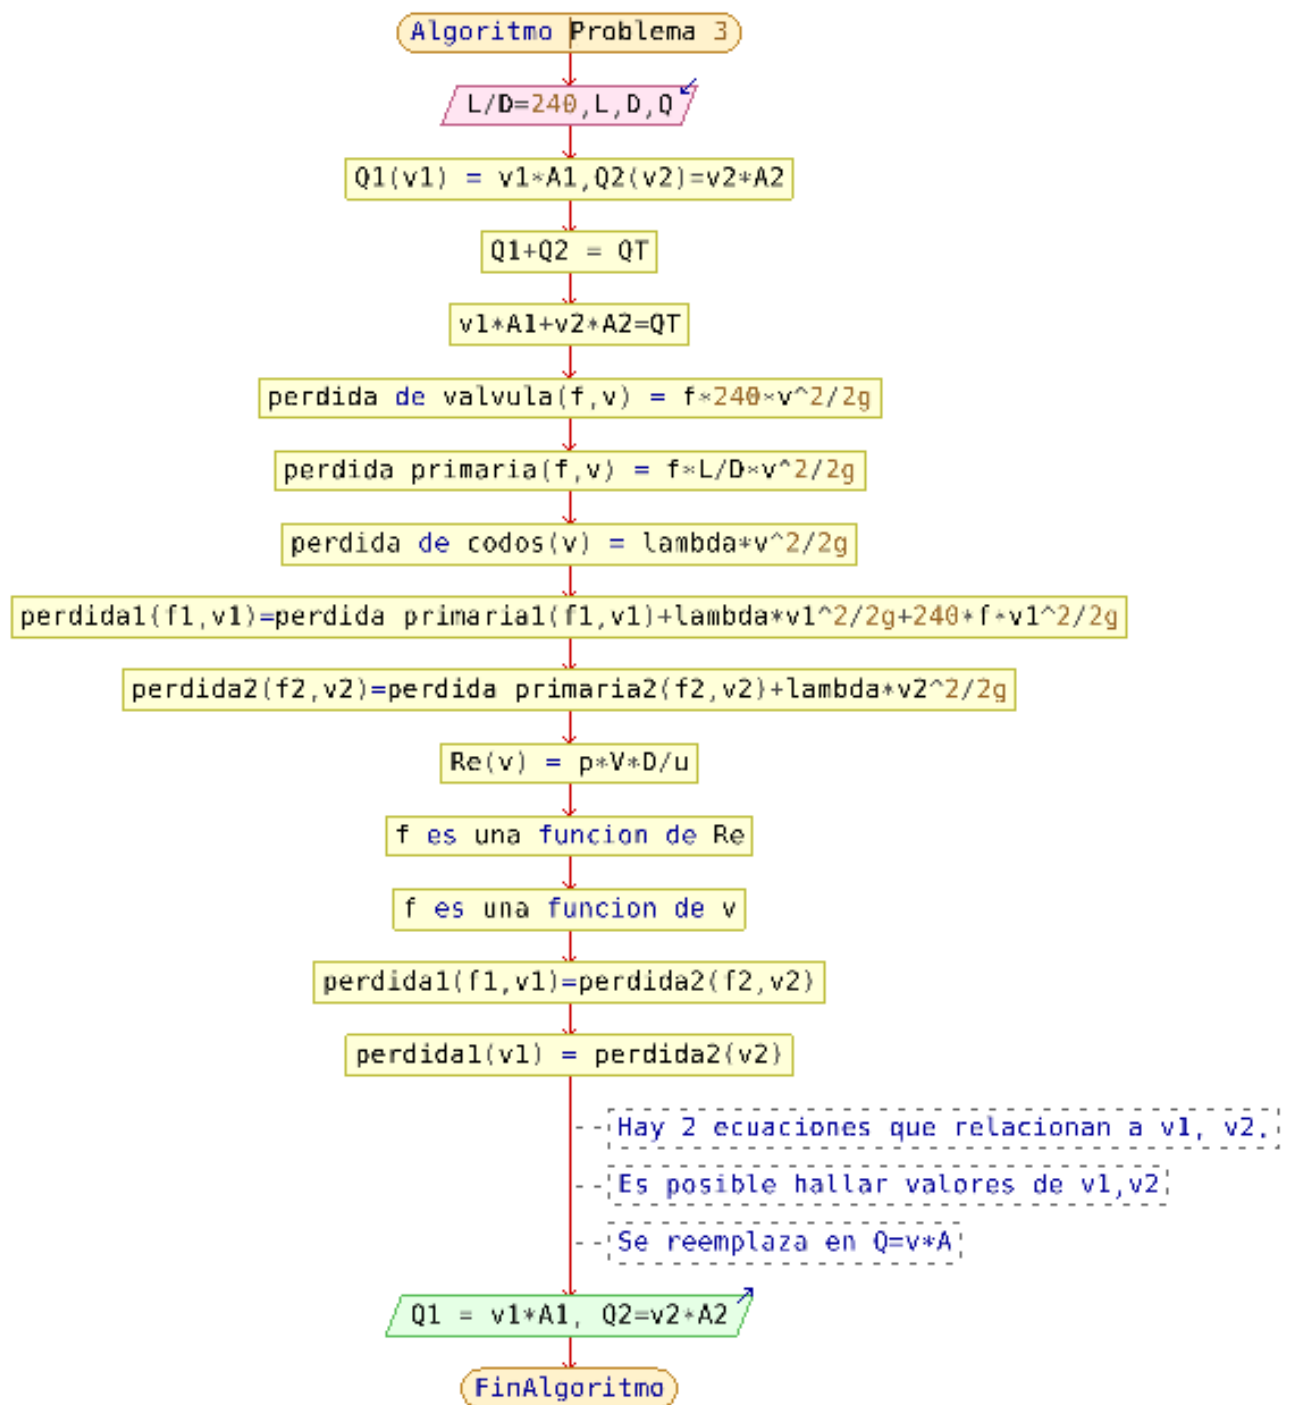 Algoritmo Problema 3
L/D=240,L,D,Q
Q1(v1) = v1*A1,Q2(v2)=v2*A2
Q1+Q2 = QT
v1*A1+v2*A2=QT
perdida de valvula(f,v) = f*240*v^2/2g
perdida primaria(f,v) = f*L/D*v^2/2g
perdida de codos(v) = lambda*v^2/2g
perdida1(f1,v1)=perdida primaria1(f1,v1)+lambda*v1^2/2g+240*f*v1^2/2g
perdida2(f2,v2)=perdida primaria2(f2,v2)+lambda*v2^2/2g
Re(v) = p*V*D/u
f es una funcion de Re
f es una funcion de v
perdida1(f1,v1)=perdida2(f2,v2)
perdida1(v1) = perdida2(v2)
Hay 2 ecuaciones que relacionan a v1, v2.
Es posible hallar valores de v1,v2
Se reemplaza en Q=v*A
Q1 = v1*A1, Q2=v2*A2
FinAlgoritmo